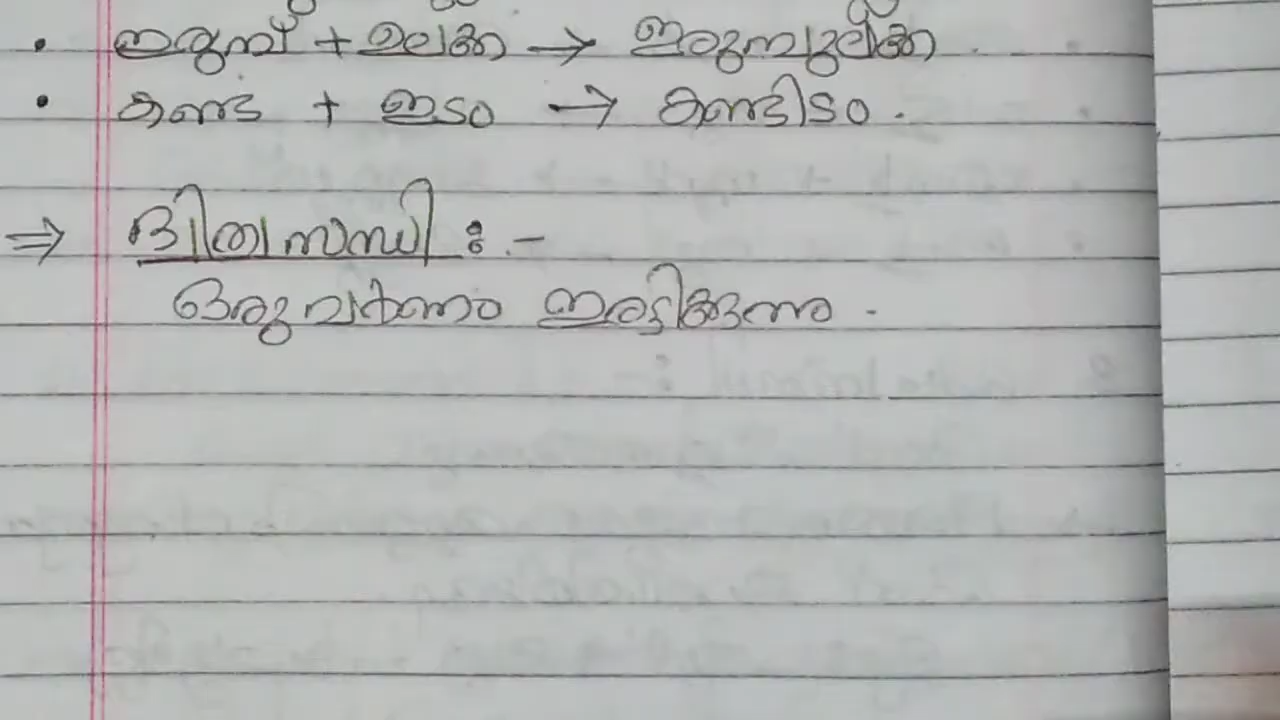 • ഇരുമ്പ് + ഉലക്ക → ഇരുമ്പുലക്ക .
• കണ്ട + ഇടം → കണ്ടിടം .
⇒ ദിത്വസന്ധി : -
ഒരു വർണം ഇരട്ടിക്കുന്നു .